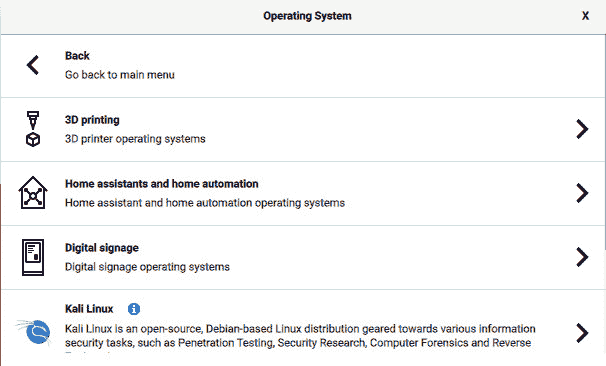 Operating System
X
Back
Go back to main menu
3D printing
3D printer operating systems
Home assistants and home automation
Home assistant and home automation operating systems
Digital signage
Digital signage operating systems
Kali Linux
Kali Linux is an open-source, Debian-based Linux distribution geared towards various information
security tasks, such as Penetration Testing, Security Research, Computer Forensics and Reverse